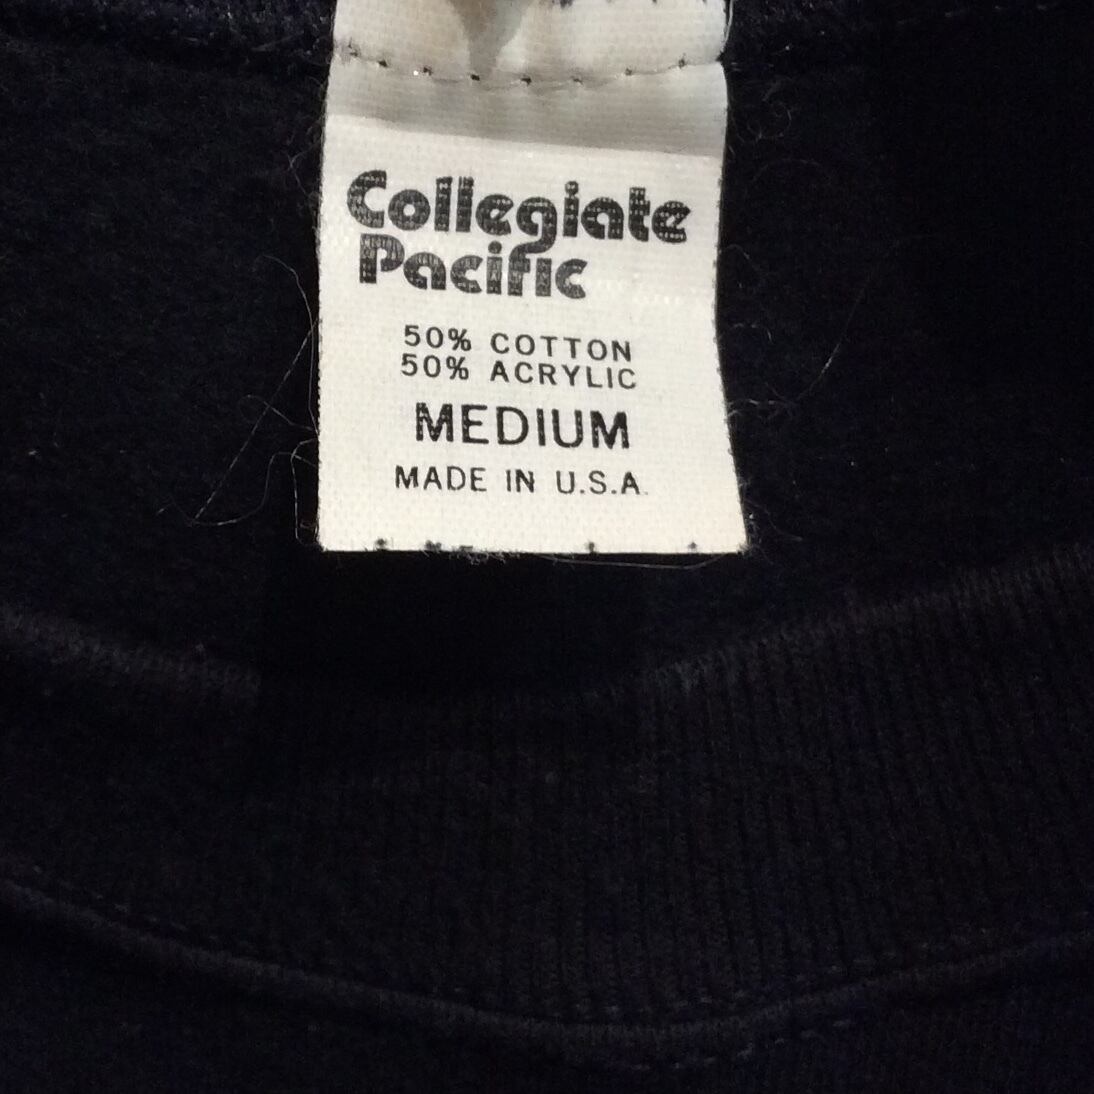 Collegiate
Pacific
50% COTTON
50% ACRYLIC
MEDIUM
MADE IN U.S.A.